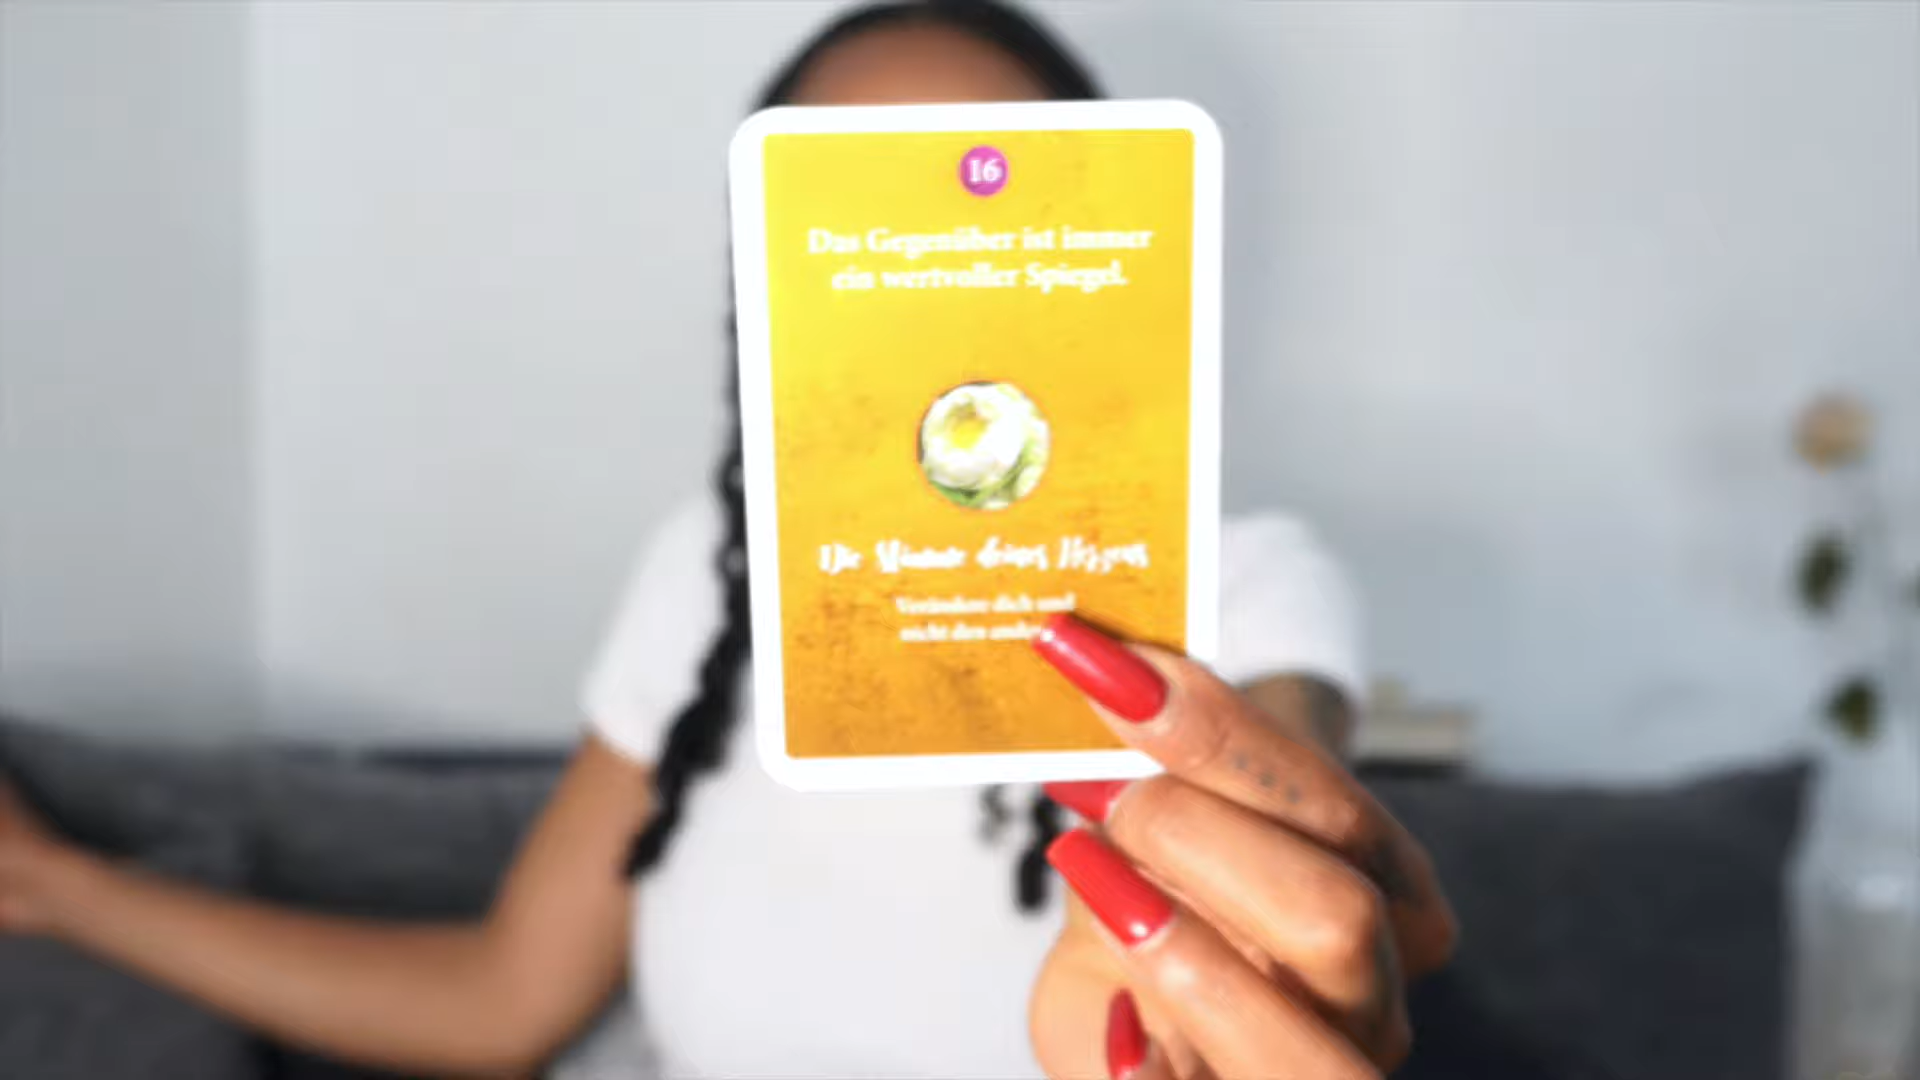 16
Das Gegenüber ist immer
ein wertvoller Spiegel.
Die Stimme deines Herzens
Verändere dich und
nicht den